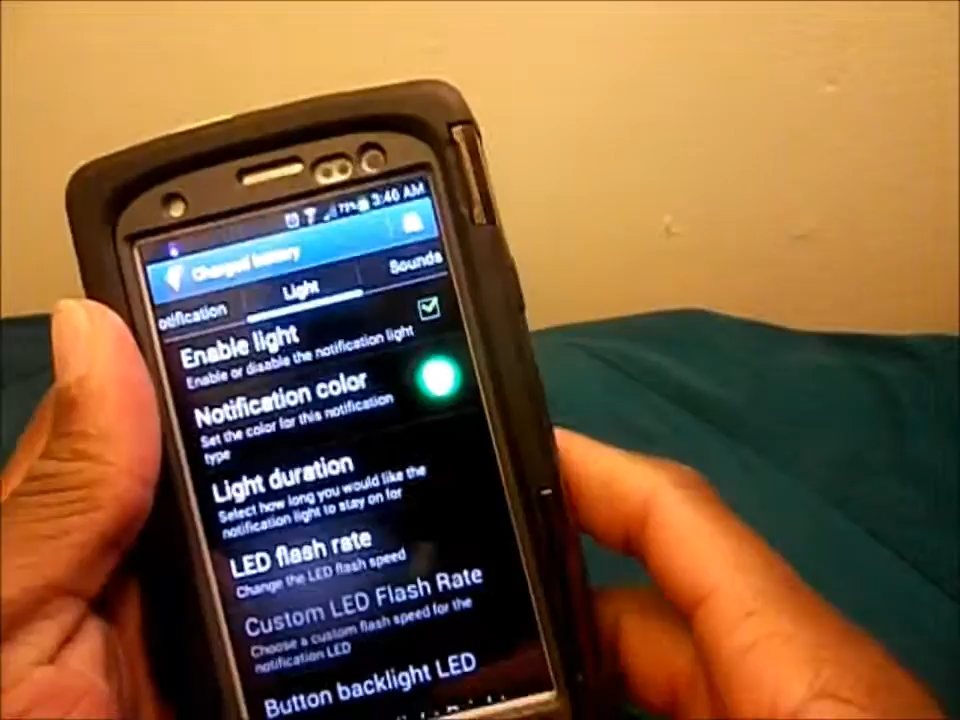 3:46 AM
Charged battery
otification
Light
Sounds
Enable light
Enable or disable the notification light
Notification color
Set the color for this notification
type
Light duration
Select how long you would like the
notification light to stay on for
LED flash rate
Change the LED flash speed
Custom LED Flash Rate
Choose a custom flash speed for the
notification LED
Button backlight LED